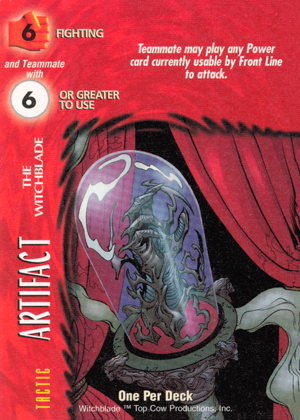 6 FIGHTING
and Teammate
with
6 OR GREATER
TO USE
Teammate may play any Power
card currently usable by Front Line
to attack.
TACTIC
ARTIFACT
THE
WITCHBLADE
One Per Deck
Witchblade ™ Top Cow Productions, Inc.